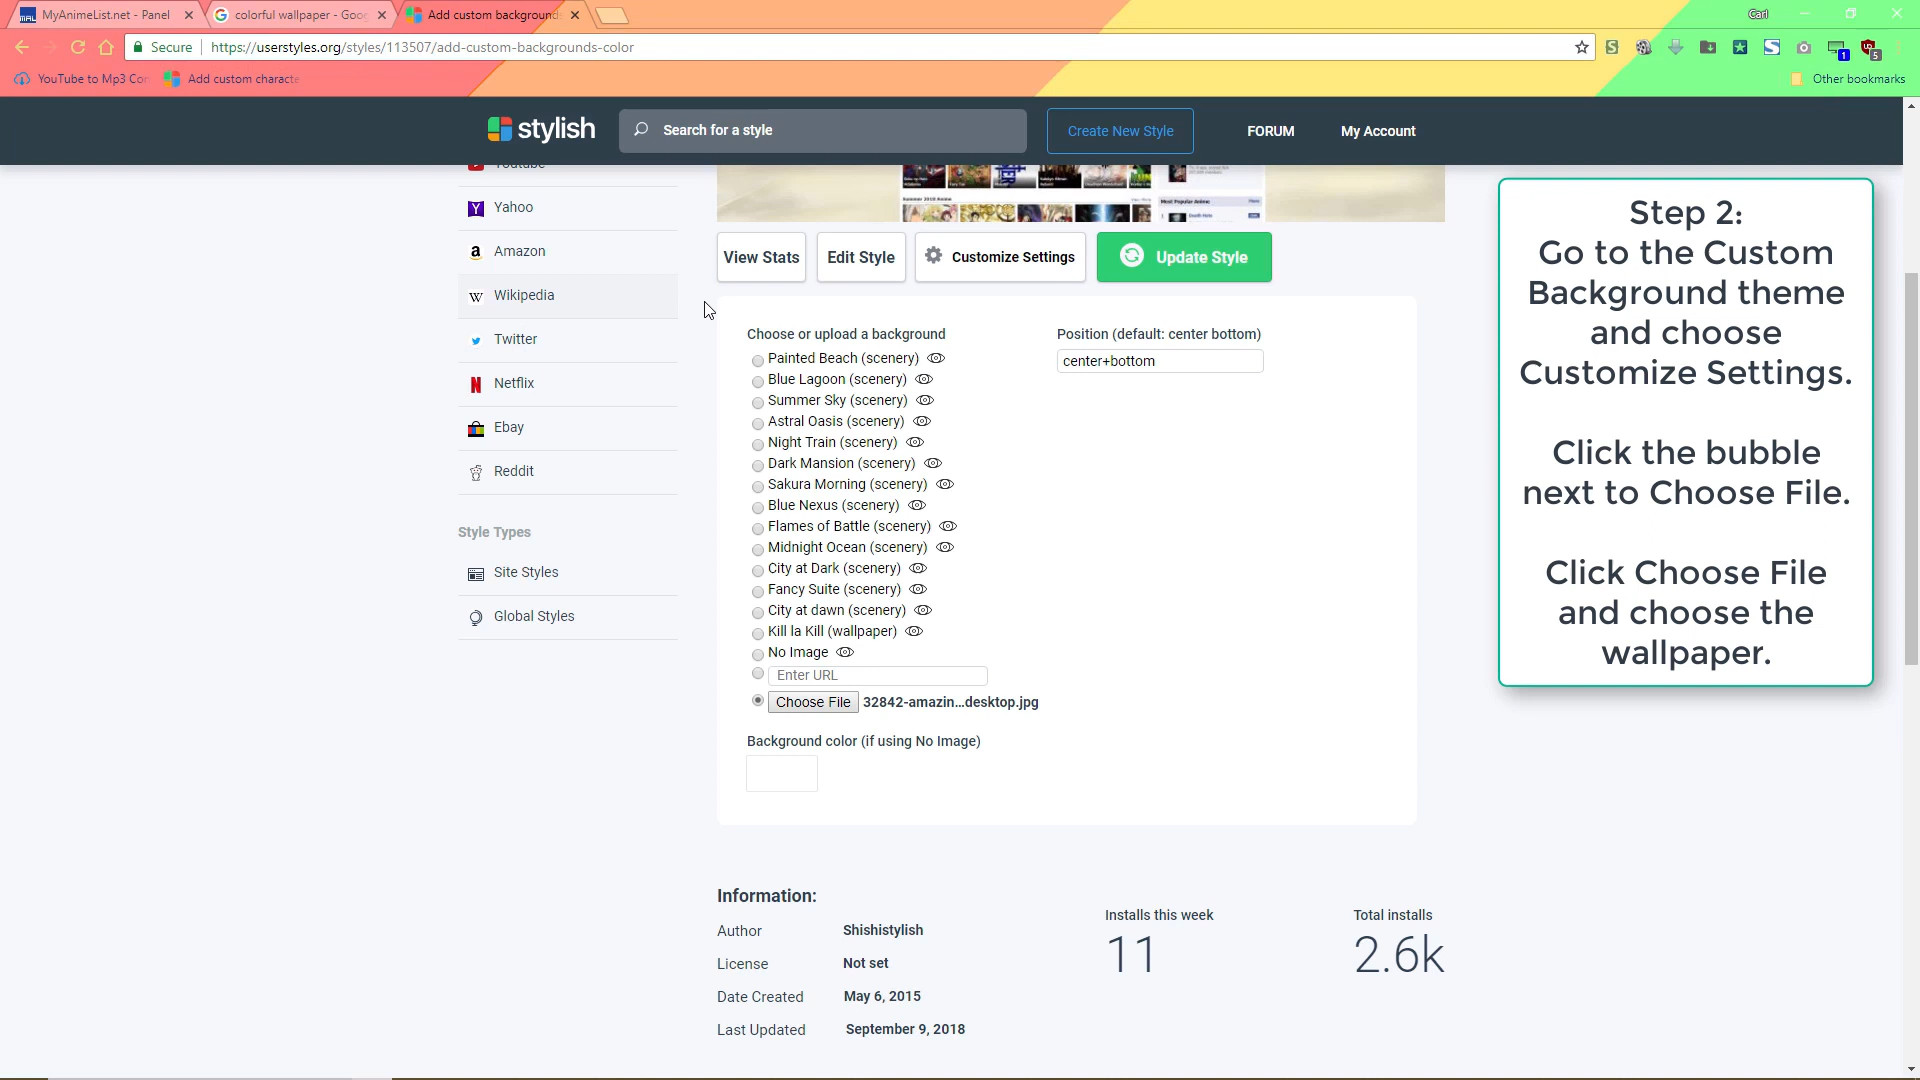 MyAnimeList.net - Panel
colorful wallpaper - Goog
Add custom background
Carl
Secure
https://userstyles.org/styles/113507/add-custom-backgrounds-color
1
5
YouTube to Mp3 Con
Add custom characte
Other bookmarks
stylish
Search for a style
Create New Style
FORUM
My Account
Youtube
Yahoo
Amazon
Wikipedia
Twitter
Netflix
Ebay
Reddit
Style Types
Site Styles
Global Styles
View Stats
Edit Style
Customize Settings
Update Style
Choose or upload a background
Painted Beach (scenery)
Blue Lagoon (scenery)
Summer Sky (scenery)
Astral Oasis (scenery)
Night Train (scenery)
Dark Mansion (scenery)
Sakura Morning (scenery)
Blue Nexus (scenery)
Flames of Battle (scenery)
Midnight Ocean (scenery)
City at Dark (scenery)
Fancy Suite (scenery)
City at dawn (scenery)
Kill la Kill (wallpaper)
No Image
Enter URL
Choose File 32842-amazin...desktop.jpg
Background color (if using No Image)
Position (default: center bottom)
center+bottom
Step 2:
Go to the Custom
Background theme
and choose
Customize Settings.
Click the bubble
next to Choose File.
Click Choose File
and choose the
wallpaper.
Information:
Author Shishistylish
License Not set
Date Created May 6, 2015
Last Updated September 9, 2018
Installs this week
11
Total installs
2.6k